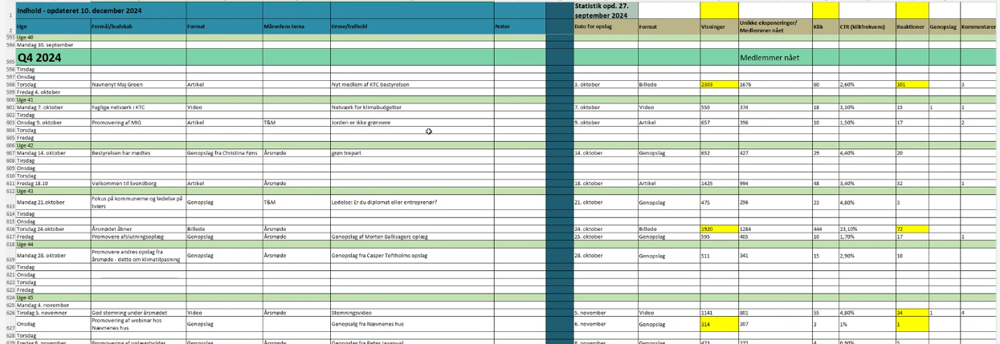 1 Indhold - opdateret 10. december 2024 Statistik opd. 27. september 2024
2 Uge Formål/budskab Format Månedens tema Emne/indhold Noter Dato for opslag Format Visninger Unikke eksponeringer/ Medlemmer nået Klik CTR (klikfrekvens) Reaktioner Genopslag Kommentarer
593 Uge 40
594 Mandag 30. september
595 Q4 2024 Medlemmer nået
596 Tirsdag
597 Onsdag
598 Torsdag Navnenyt Maj Green Artikel Nyt medlem af KTC bestyrelsen 3. oktober Billede 2303 1676 60 2,60% 101 3
599 Fredag 4. oktober
600 Uge 41
601 Mandag 7. oktober Faglige netværk i KTC Video Netværk for klimabudgetter 7. oktober Video 550 374 18 3,30% 15 1 1
602 Tirsdag
603 Onsdag 9. oktober Promovering af MIG Artikel T&M Jorden er ikke grønnere 9. oktober Artikel 657 396 10 1,50% 17 2
604 Torsdag
605 Fredag
606 Uge 42
607 Mandag 14. oktober Bestyrelsen har mødtes Genopslag fra Christina Føns Årsmøde grøn trepart 14. oktober Genopslag 652 427 29 4,40% 20
608 Tirsdag
609 Onsdag
610 Torsdag
611 Fredag 18.10 Velkommen til Svendborg Artikel Årsmøde 18. oktober Artikel 1425 994 48 3,40% 32 1
612 Uge 43
613 Mandag 21.oktober Fokus på kommunerne og ledelse på tværs Genopslag T&M Ledelse: Er du diplomat eller entreprenør? 21. oktober Genopslag 475 296 23 4,80% 3
614 Tirsdag
615 Onsdag
616 Torsdag 24.oktober Årsmødet åbner Billede Årsmøde 24. oktober Billede 1920 1284 444 23,10% 72
617 Fredag Promovere afslutningsoplæg Genopslag Årsmøde Genopslag af Morten Ballisagers oplæg 25. oktober Genopslag 595 405 10 1,70% 17 1
618 Uge 44
619 Mandag 28. oktober Promovere andres opslag fra årsmøde - dette om klimatilpasning Genopslag Årsmøde Genopslag fra Casper Toftholms opslag 28. oktober Genopslag 511 341 15 2,90% 10
620 Tirsdag
621 Onsdag
622 Torsdag
623 Fredag
624 Uge 45
625 Mandag 4. november
626 Tirsdag 5. novemner God stemning under årsmødet Video Årsmøde Stemningsvideo 5. november Video 1141 801 55 4,80% 34 1 4
627 Onsdag Promovering af webinar hos Nævnenes hus Genopslag Genopsalg fra Nævnenes hus 6. november Genopslag 314 207 3 1% 1
628 Torsdag
629 Fredag 8. november Promovering af oplægsholder Genopslag Årsmøde 8. november Genopslag 423 272 4 0,90% 5